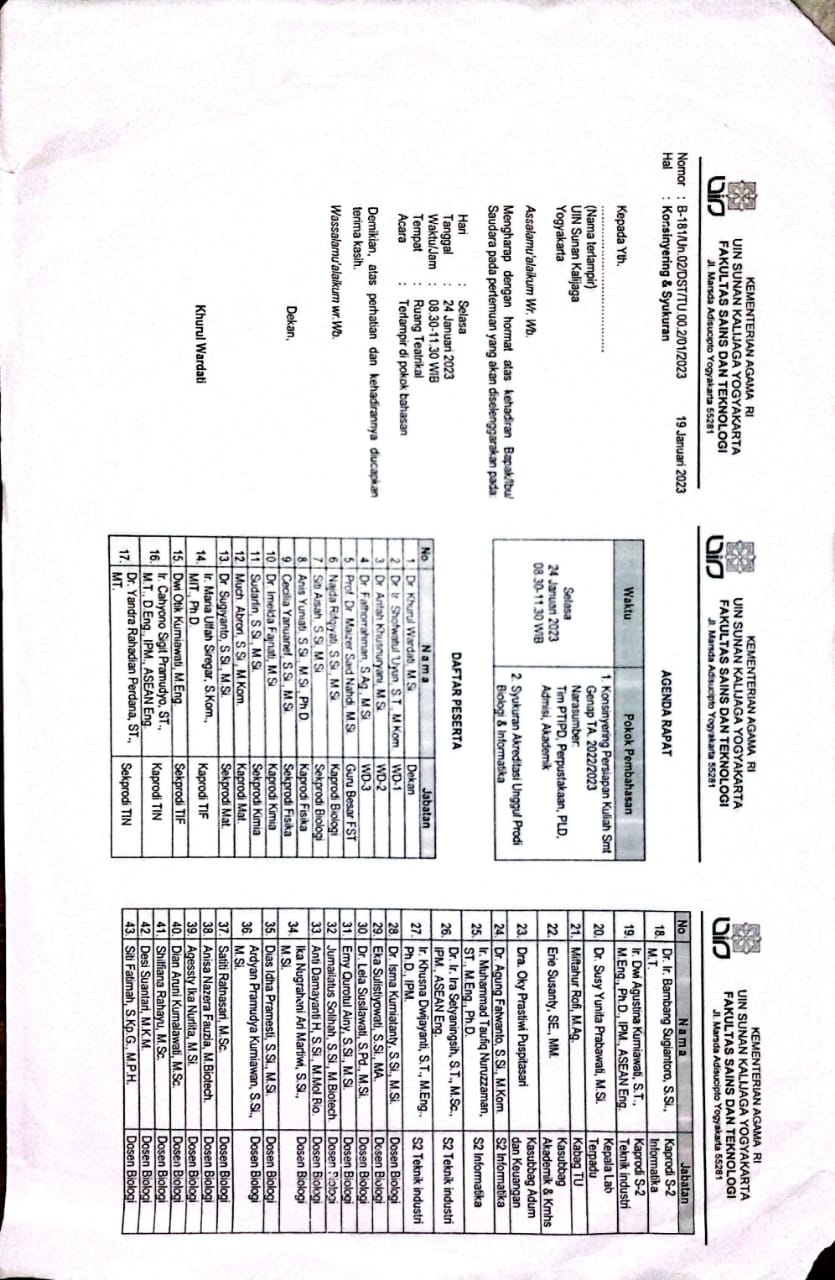 KEMENTERIAN AGAMA RI
UIN SUNAN KALIJAGA YOGYAKARTA
FAKULTAS SAINS DAN TEKNOLOGI
Jl. Marsda Adisucipto Yogyakarta 55281
Nomor : B-181/Un.02/DST/TU.00.2/01/2023 19 Januari 2023
Hal : Konsinyering & Syukuran
Kepada Yth.
(Nama terlampir)
UIN Sunan Kalijaga
Yogyakarta
Assalamu'alaikum Wr. Wb.
Mengharap dengan hormat atas kehadiran Bapak/Ibu/
Saudara pada pertemuan yang akan diselenggarakan pada:
Hari : Selasa
Tanggal : 24 Januari 2023
Waktu/Jam : 08.30-11.30 WIB
Tempat : Ruang Teatrikal
Acara : Terlampir di pokok bahasan
Demikian, atas perhatian dan kehadirannya diucapkan
terima kasih.
Wassalamu'alaikum wr.Wb.
Dekan,
Khurul Wardati
KEMENTERIAN AGAMA RI
UIN SUNAN KALIJAGA YOGYAKARTA
FAKULTAS SAINS DAN TEKNOLOGI
Jl. Marsda Adisucipto Yogyakarta 55281
AGENDA RAPAT
Waktu Pokok Pembahasan
Selasa
24 Januari 2023
08.30-11.30 WIB
1. Konsinyering Persiapan Kuliah Smt
Genap TA. 2022/2023
Narasumber:
Tim PTIPD, Perpustakaan, PLD,
Admisi, Akademik
2. Syukuran Akreditasi Unggul Prodi
Biologi & Informatika
DAFTAR PESERTA
No Nama Jabatan
1 Dr. Khurul Wardati, M.Si. Dekan
2 Dr. Ir. Shofwatul Uyun, S.T., M.Kom. WD-1
3 Dr. Arifah Khusnuryani, M.Si. WD-2
4 Dr. Fathorrahman, S.Ag., M.Si. WD-3
5 Prof. Dr. Maizer Said Nahdi, M.Si. Guru Besar FST
6 Najda Rifqiyati, S.Si., M.Si. Kaprodi Biologi
7 Siti Aisah, S.Si., M.Si. Sekprodi Biologi
8 Anis Yuniati, S.Si., M.Si., Ph.D. Kaprodi Fisika
9 Cecilia Yanuarief, S.Si., M.Si. Sekprodi Fisika
10 Dr. Imelda Fajriati, M.Si. Kaprodi Kimia
11. Sudarlin, S.Si., M.Si. Sekprodi Kimia
12. Much. Abrori, S.Si., M.Kom. Kaprodi Mat.
13. Dr. Sugiyanto, S.Si., M.Si. Sekprodi Mat.
14. Ir. Maria Ulfah Siregar, S.Kom.,
MIT., Ph.D. Kaprodi TIF
15. Dwi Otik Kurniawati, M.Eng. Sekprodi TIF
16. Ir. Cahyono Sigit Pramudyo, ST.,
M.T., D.Eng., IPM., ASEAN Eng. Kaprodi TIN
17. Dr. Yandra Rahadian Perdana, ST.,
MT. Sekprodi TIN
KEMENTERIAN AGAMA RI
UIN SUNAN KALIJAGA YOGYAKARTA
FAKULTAS SAINS DAN TEKNOLOGI
Jl. Marsda Adisucipto Yogyakarta 55281
No Nama Jabatan
18. Dr. Ir. Bambang Sugiantoro, S.Si.,
M.T. Kaprodi S-2
Informatika
19. Ir. Dwi Agustina Kurniawati, S.T.,
M.Eng., Ph.D., IPM., ASEAN Eng. Kaprodi S-2
Teknik industri
20. Dr. Susy Yunita Prabawati, M.Si. Kepala Lab
Terpadu
21. Miftahur Rofi, M.Ag. Kabag TU
22. Erie Susanty, SE., MM. Kasubbag
Akademik & Kmhs
23. Dra. Oky Prastiwi Puspitasari Kasubbag Adum
dan Keuangan
24. Dr. Agung Fatwanto, S.Si., M.Kom. S2 Informatika
25. Ir. Muhammad Taufiq Nuruzzaman,
ST., M.Eng., Ph.D. S2 Informatika
26. Dr. Ir. Ira Setyaningsih, S.T., M.Sc.,
IPM., ASEAN Eng. S2 Teknik industri
27. Ir. Khusna Dwijayanti, S.T., M.Eng.,
Ph.D., IPM. S2 Teknik industri
28. Dr. Isma Kurniatanty, S.Si., M.Si. Dosen Biologi
29. Eka Sulistiyowati, S.Si., MA. Dosen Biologi
30. Dr. Lela Susilawati, S.Pd., M.Si. Dosen Biologi
31. Erny Qurotul Ainy, S.Si., M.Si. Dosen Biologi
32. Jumailatus Solihah, S.Si., M.Biotech. Dosen Biologi
33. Anti Damayanti H, S.Si., M.Mol.Bio. Dosen Biologi
34. Ika Nugraheni Ari Martiwi, S.Si.,
M.Si. Dosen Biologi
35. Dias Idha Pramesti, S.Si., M.Si. Dosen Biologi
36. Ardyan Pramudya Kurniawan, S.Si.,
M.Si. Dosen Biologi
37. Satiti Ratnasari, M.Sc. Dosen Biologi
38. Anisa Nazera Fauzia, M.Biotech. Dosen Biologi
39. Agessty Ika Nurlita, M.Si. Dosen Biologi
40. Dian Aruni Kumalawati, M.Sc. Dosen Biologi
41. Shilfiana Rahayu, M.Sc. Dosen Biologi
42. Desi Suantari, M.K.M. Dosen Biologi
43. Siti Fatimah, S.Kp.G., M.P.H. Dosen Biologi